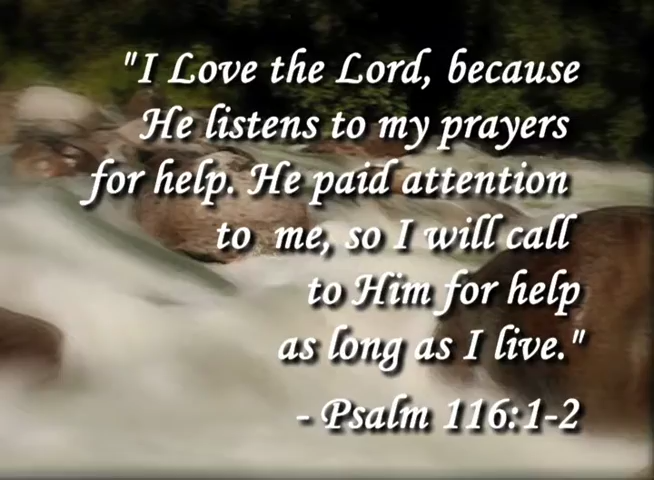 "I Love the Lord, because
He listens to my prayers
for help. He paid attention
to me, so I will call
to Him for help
as long as I live."
- Psalm 116:1-2